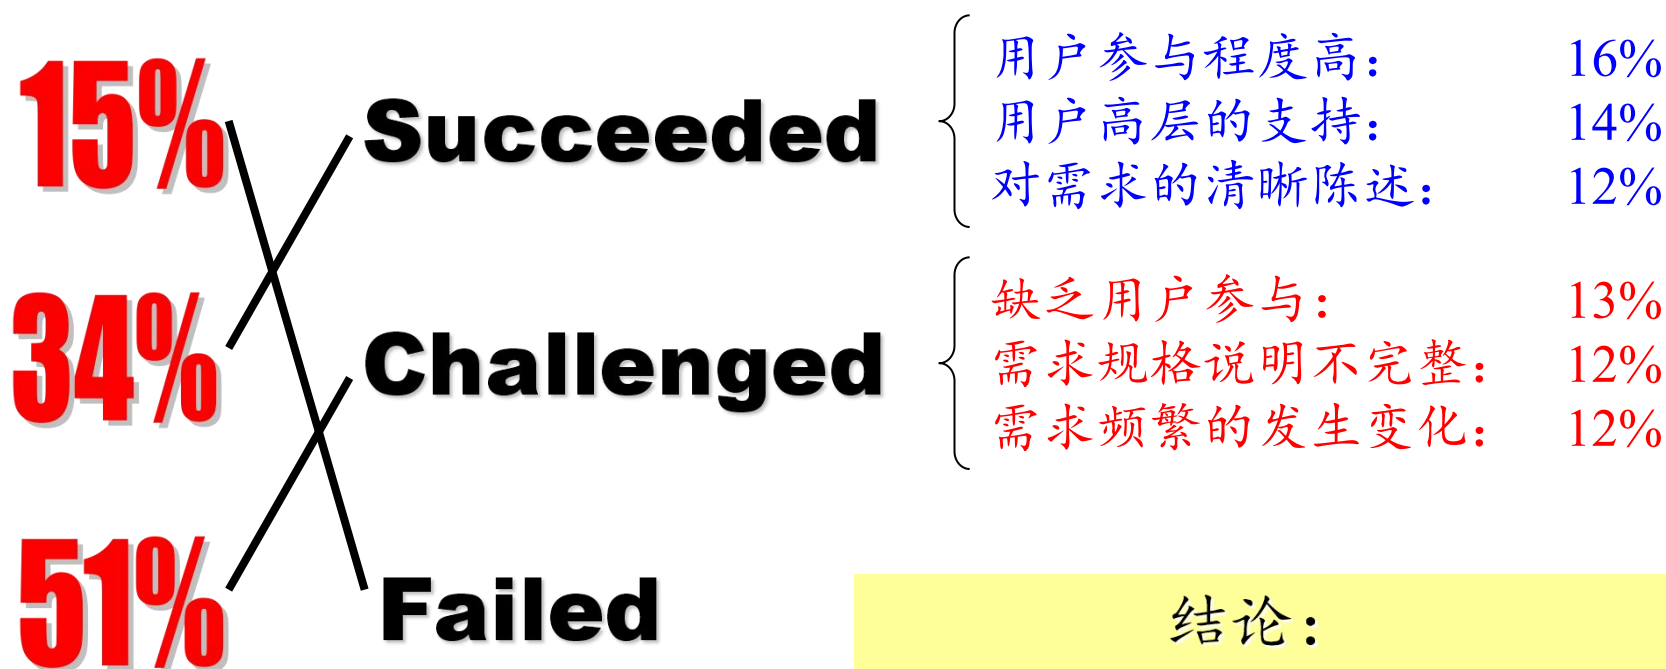 15%
Succeeded
用户参与程度高： 16%
用户高层的支持： 14%
对需求的清晰陈述： 12%
34%
Challenged
缺乏用户参与： 13%
需求规格说明不完整： 12%
需求频繁的发生变化： 12%
51%
Failed
结论：